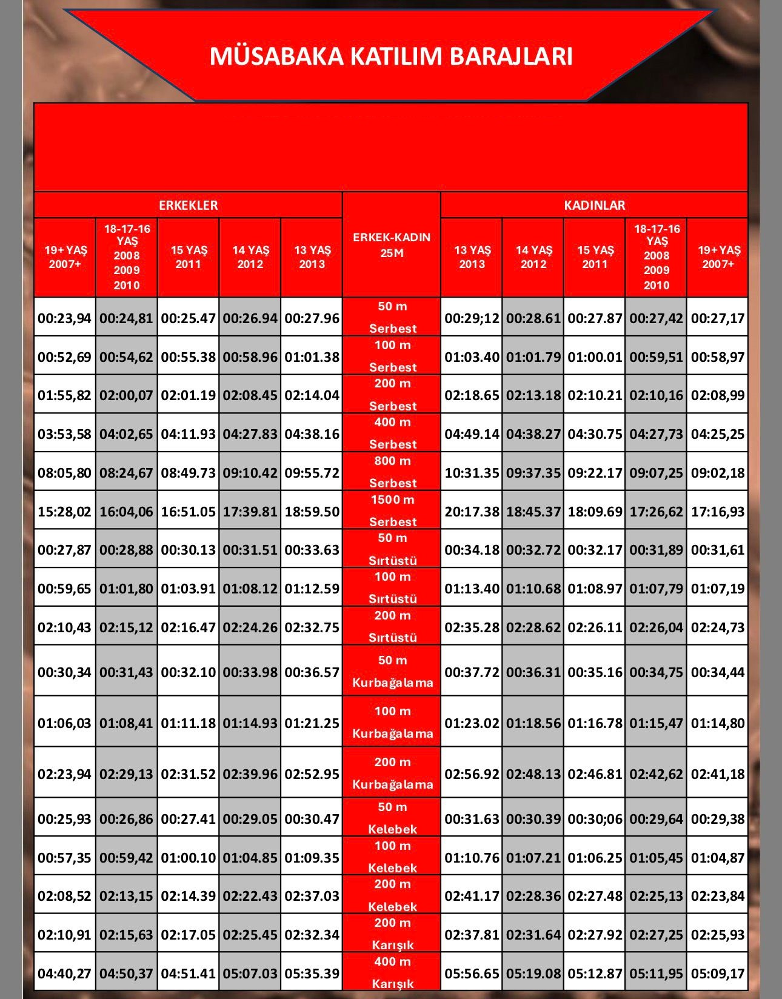 MÜSABAKA KATILIM BARAJLARI
ERKEKLER ERKEK-KADIN 25M KADINLAR
19+ YAŞ 2007+ 18-17-16 YAŞ 2008 2009 2010 15 YAŞ 2011 14 YAŞ 2012 13 YAŞ 2013 13 YAŞ 2013 14 YAŞ 2012 15 YAŞ 2011 18-17-16 YAŞ 2008 2009 2010 19+ YAŞ 2007+
00:23,94 00:24,81 00:25.47 00:26.94 00:27.96 50 m Serbest 00:29;12 00:28.61 00:27.87 00:27,42 00:27,17
00:52,69 00:54,62 00:55.38 00:58.96 01:01.38 100 m Serbest 01:03.40 01:01.79 01:00.01 00:59,51 00:58,97
01:55,82 02:00,07 02:01.19 02:08.45 02:14.04 200 m Serbest 02:18.65 02:13.18 02:10.21 02:10,16 02:08,99
03:53,58 04:02,65 04:11.93 04:27.83 04:38.16 400 m Serbest 04:49.14 04:38.27 04:30.75 04:27,73 04:25,25
08:05,80 08:24,67 08:49.73 09:10.42 09:55.72 800 m Serbest 10:31.35 09:37.35 09:22.17 09:07,25 09:02,18
15:28,02 16:04,06 16:51.05 17:39.81 18:59.50 1500 m Serbest 20:17.38 18:45.37 18:09.69 17:26,62 17:16,93
00:27,87 00:28,88 00:30.13 00:31.51 00:33.63 50 m Sırtüstü 00:34.18 00:32.72 00:32.17 00:31,89 00:31,61
00:59,65 01:01,80 01:03.91 01:08.12 01:12.59 100 m Sırtüstü 01:13.40 01:10.68 01:08.97 01:07,79 01:07,19
02:10,43 02:15,12 02:16.47 02:24.26 02:32.75 200 m Sırtüstü 02:35.28 02:28.62 02:26.11 02:26,04 02:24,73
00:30,34 00:31,43 00:32.10 00:33.98 00:36.57 50 m Kurbağalama 00:37.72 00:36.31 00:35.16 00:34,75 00:34,44
01:06,03 01:08,41 01:11.18 01:14.93 01:21.25 100 m Kurbağalama 01:23.02 01:18.56 01:16.78 01:15,47 01:14,80
02:23,94 02:29,13 02:31.52 02:39.96 02:52.95 200 m Kurbağalama 02:56.92 02:48.13 02:46.81 02:42,62 02:41,18
00:25,93 00:26,86 00:27.41 00:29.05 00:30.47 50 m Kelebek 00:31.63 00:30.39 00:30;06 00:29,64 00:29,38
00:57,35 00:59,42 01:00.10 01:04.85 01:09.35 100 m Kelebek 01:10.76 01:07.21 01:06.25 01:05,45 01:04,87
02:08,52 02:13,15 02:14.39 02:22.43 02:37.03 200 m Kelebek 02:41.17 02:28.36 02:27.48 02:25,13 02:23,84
02:10,91 02:15,63 02:17.05 02:25.45 02:32.34 200 m Karışık 02:37.81 02:31.64 02:27.92 02:27,25 02:25,93
04:40,27 04:50,37 04:51.41 05:07.03 05:35.39 400 m Karışık 05:56.65 05:19.08 05:12.87 05:11,95 05:09,17